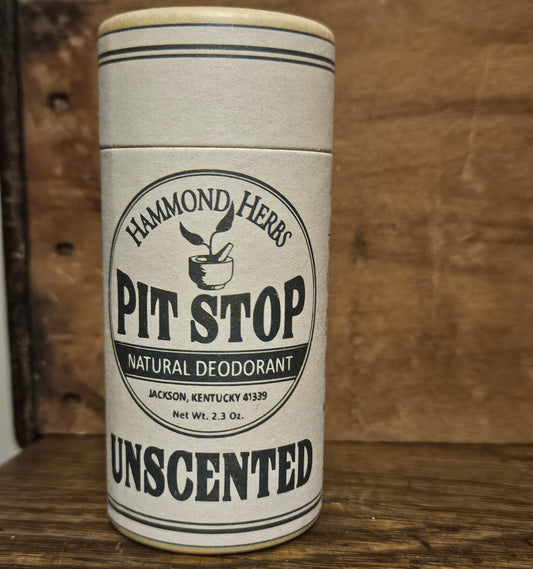 HAMMOND HERBS
PIT STOP
NATURAL DEODORANT
JACKSON, KENTUCKY 41339
Net Wt. 2.3 Oz.
UNSCENTED